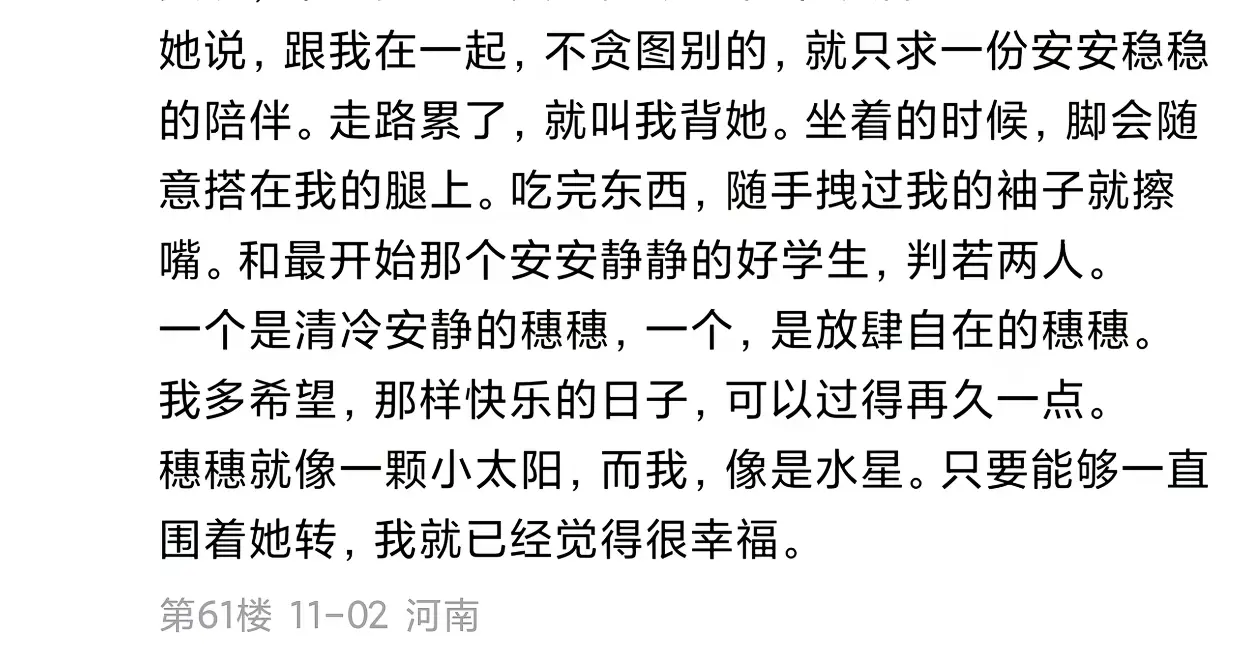 她说，跟我在一起，不贪图别的，就只求一份安安稳稳
的陪伴。走路累了，就叫我背她。坐着的时候，脚会随
意搭在我的腿上。吃完东西，随手拽过我的袖子就擦
嘴。和最开始那个安安静静的好学生，判若两人。
一个是清冷安静的穗穗，一个，是放肆自在的穗穗。
我多希望，那样快乐的日子，可以过得再久一点。
穗穗就像一颗小太阳，而我，像是水星。只要能够一直
围着她转，我就已经觉得很幸福。
第61楼 11-02 河南